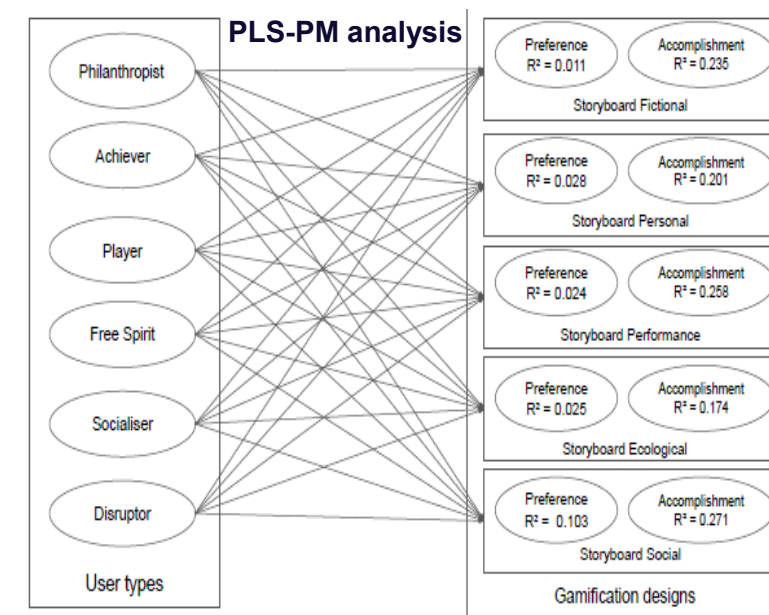 PLS-PM analysis
Philanthropist
Achiever
Player
Free Spirit
Socialiser
Disruptor
User types
Preference
R² = 0.011
Accomplishment
R² = 0.235
Storyboard Fictional
Preference
R² = 0.028
Accomplishment
R² = 0.201
Storyboard Personal
Preference
R² = 0.024
Accomplishment
R² = 0.258
Storyboard Performance
Preference
R² = 0.025
Accomplishment
R² = 0.174
Storyboard Ecological
Preference
R² = 0.103
Accomplishment
R² = 0.271
Storyboard Social
Gamification designs